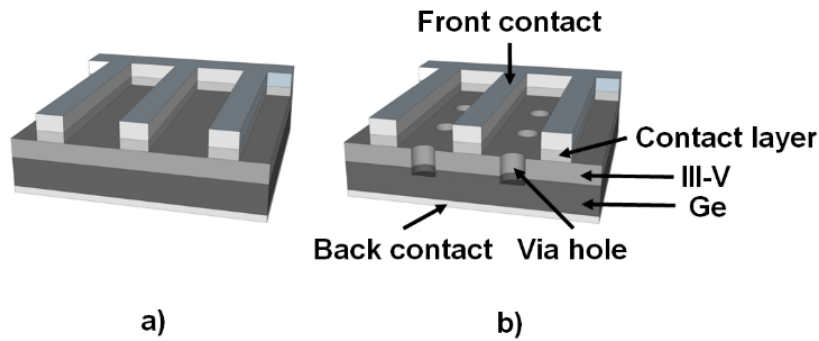 Front contact
Contact layer
III-V
Ge
Back contact
Via hole
a)
b)